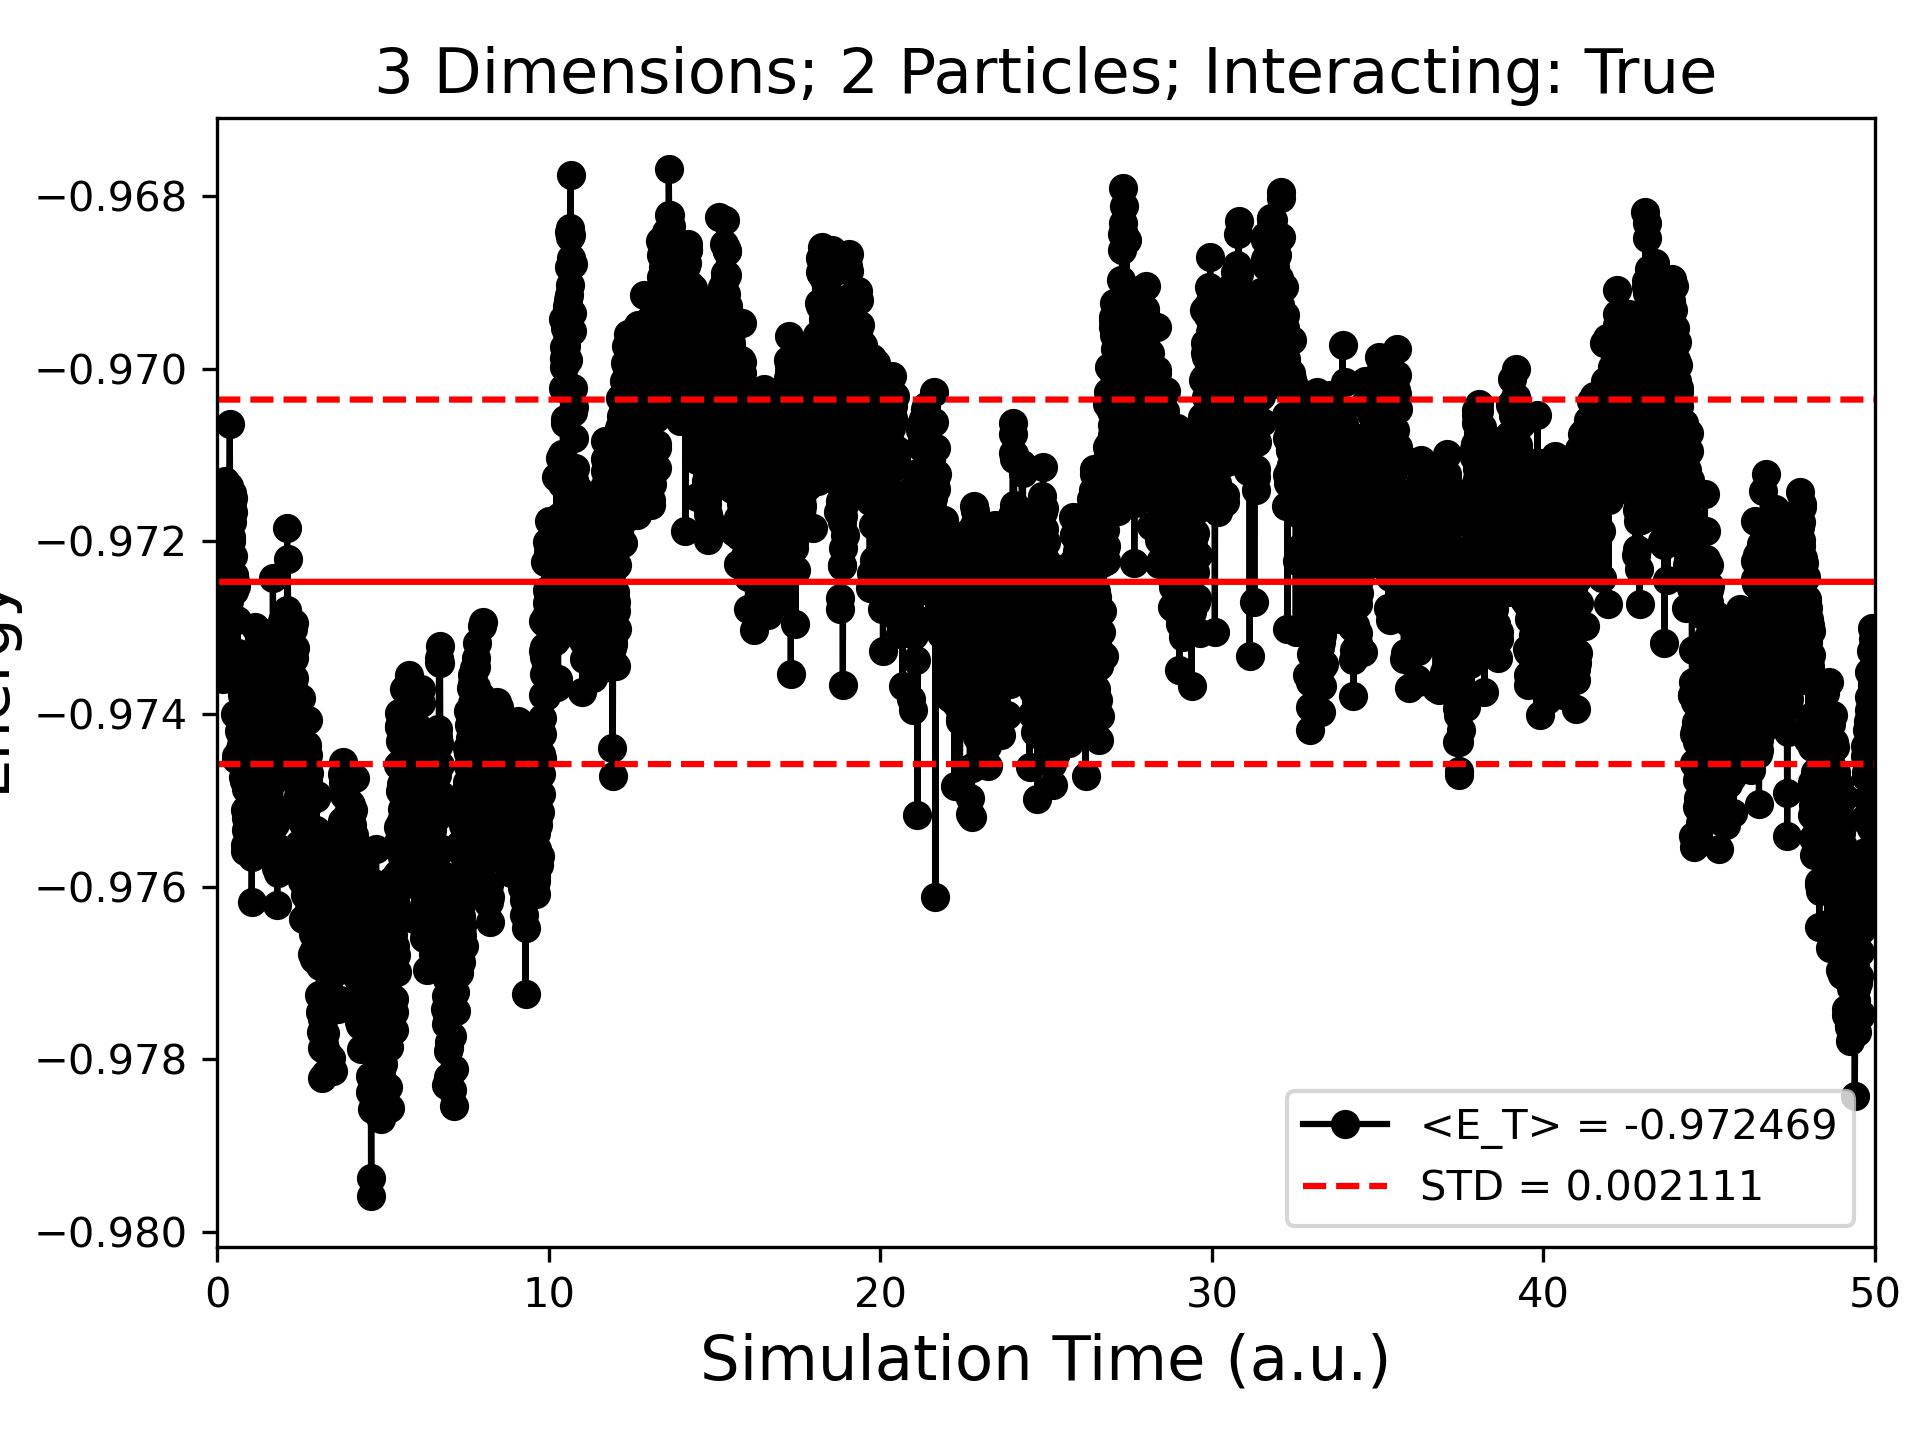 3 Dimensions; 2 Particles; Interacting: True
−0.968
−0.970
−0.972
−0.974
−0.976
−0.978
−0.980
Energy
0 10 20 30 40 50
Simulation Time (a.u.)
<E_T> = -0.972469
STD = 0.002111